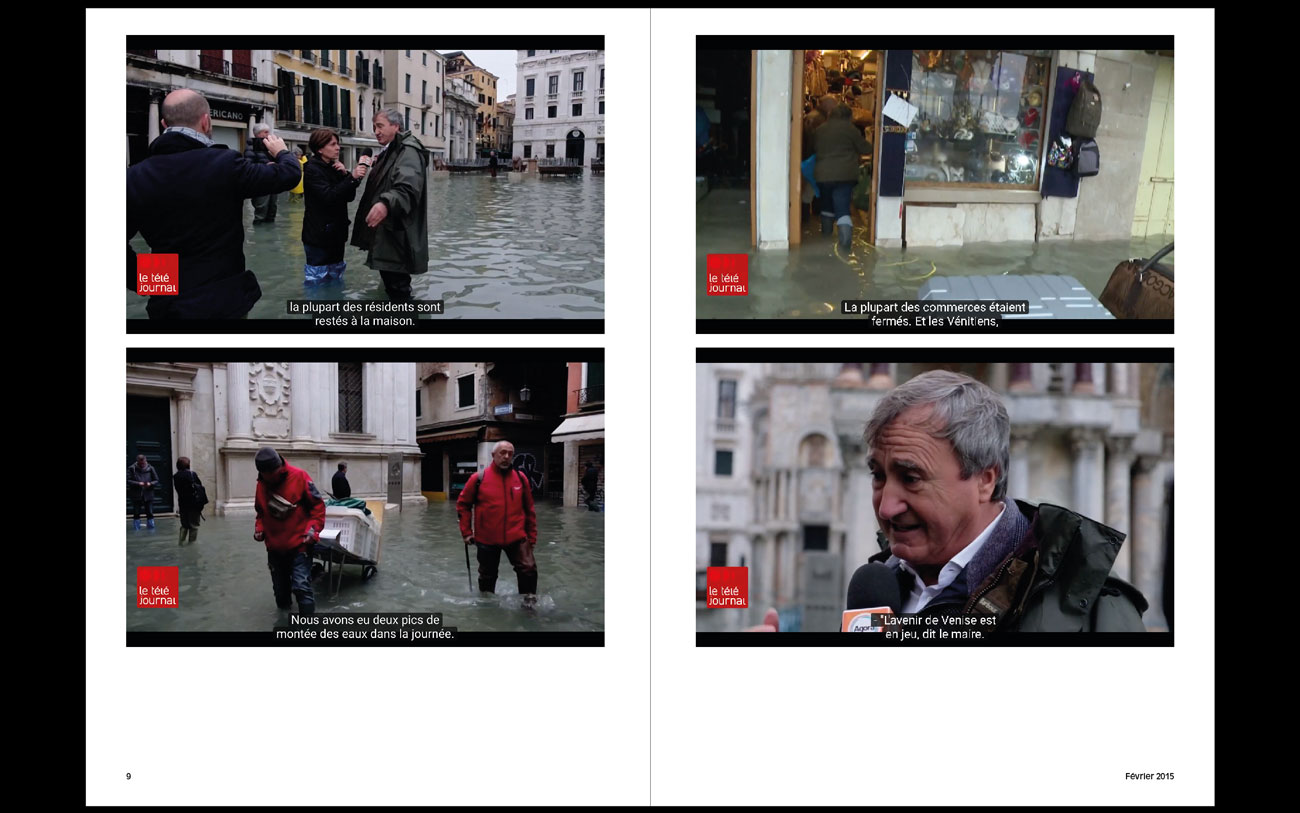 ERICANO
le télé
journal
la plupart des résidents sont
restés à la maison.
le télé
journal
Nous avons eu deux pics de
montée des eaux dans la journée.
le télé
journal
La plupart des commerces étaient
fermés. Et les Vénitiens,
le télé
journal
Agorà
- "L'avenir de Venise est
en jeu, dit le maire.
9
Février 2015